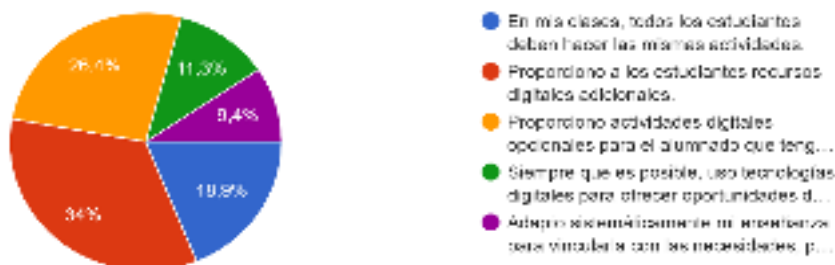 26,4%
11,3%
9,4%
18,9%
34%
En mis clases, todos los estudiantes
deben hacer las mismas actividades.
Proporciono a los estudiantes recursos
digitales adicionales.
Proporciono actividades digitales
opcionales para el alumnado que teng...
Siempre que es posible, uso tecnologías
digitales para ofrecer oportunidades d...
Adapto sistemáticamente mi enseñanza
para vincularla con las necesidades, p...